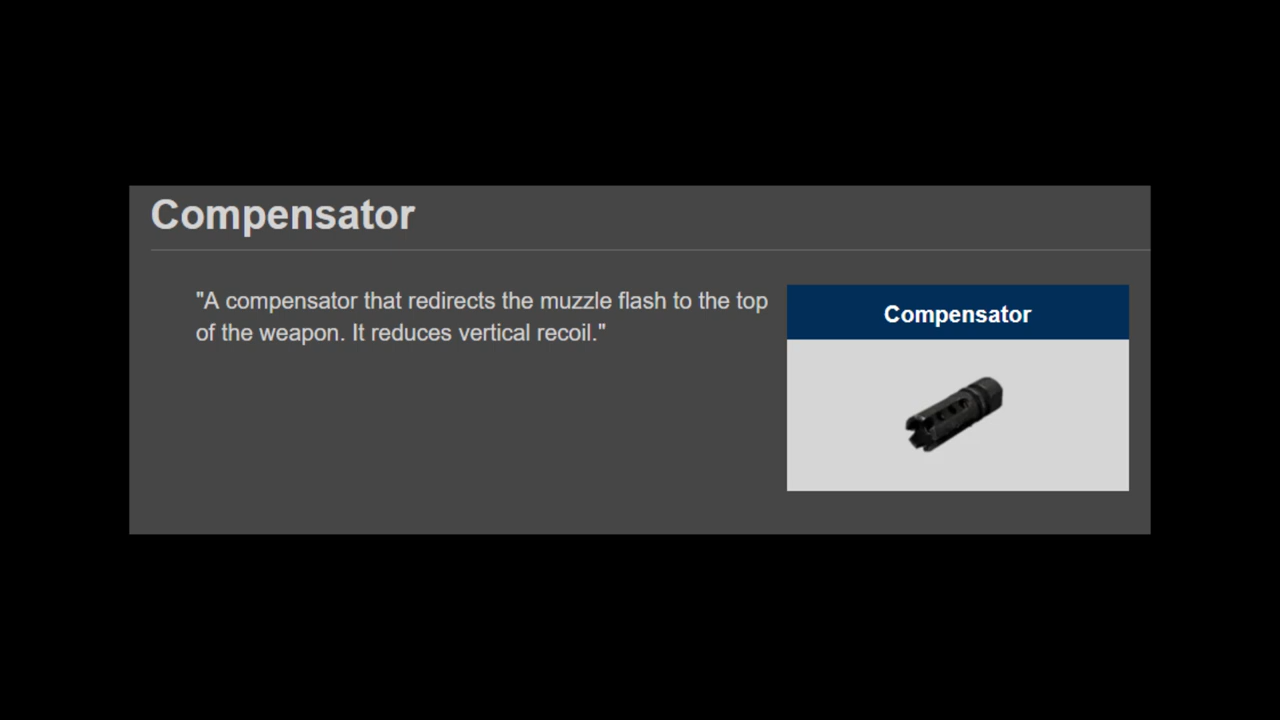 Compensator
"A compensator that redirects the muzzle flash to the top
of the weapon. It reduces vertical recoil."
Compensator